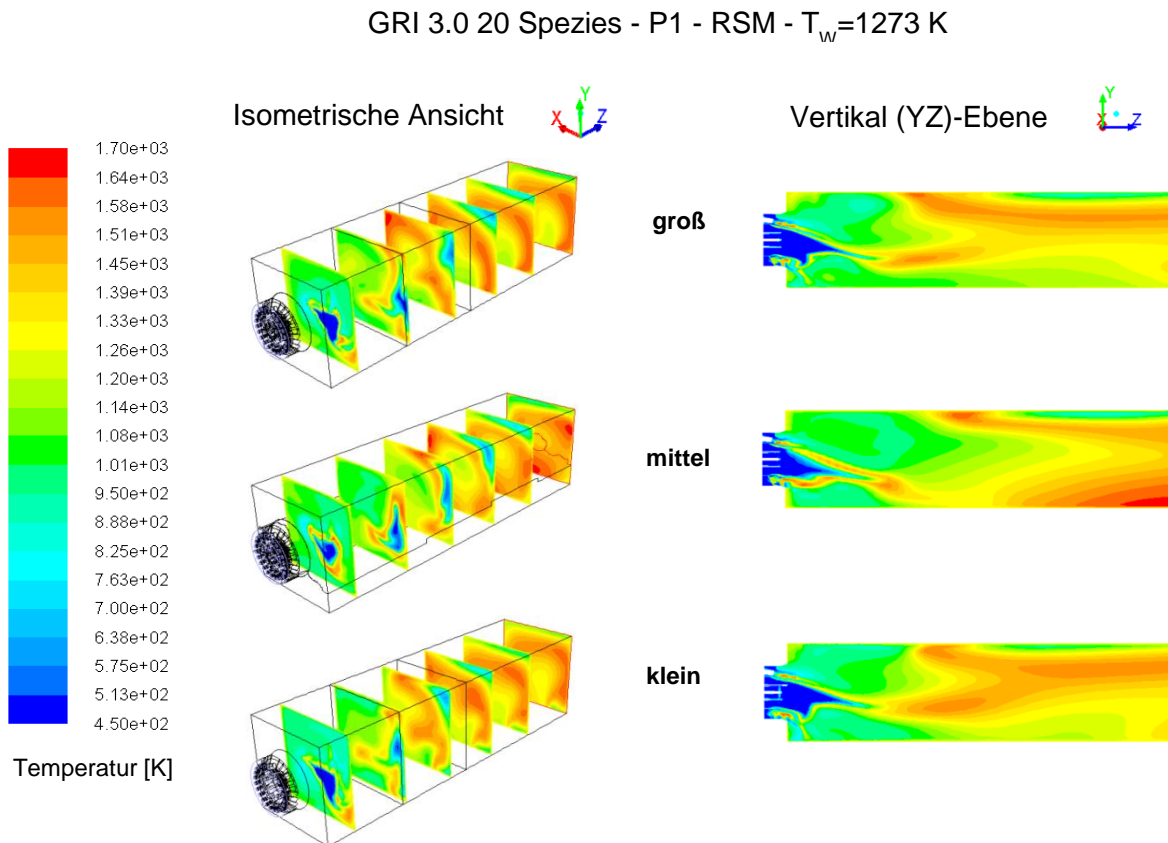 GRI 3.0 20 Spezies - P1 - RSM - Tw=1273 K
Isometrische Ansicht
X Y Z
Vertikal (YZ)-Ebene
Y X Z
1.70e+03
1.64e+03
1.58e+03
1.51e+03
1.45e+03
1.39e+03
1.33e+03
1.26e+03
1.20e+03
1.14e+03
1.08e+03
1.01e+03
9.50e+02
8.88e+02
8.25e+02
7.63e+02
7.00e+02
6.38e+02
5.75e+02
5.13e+02
4.50e+02
Temperatur [K]
groß
mittel
klein